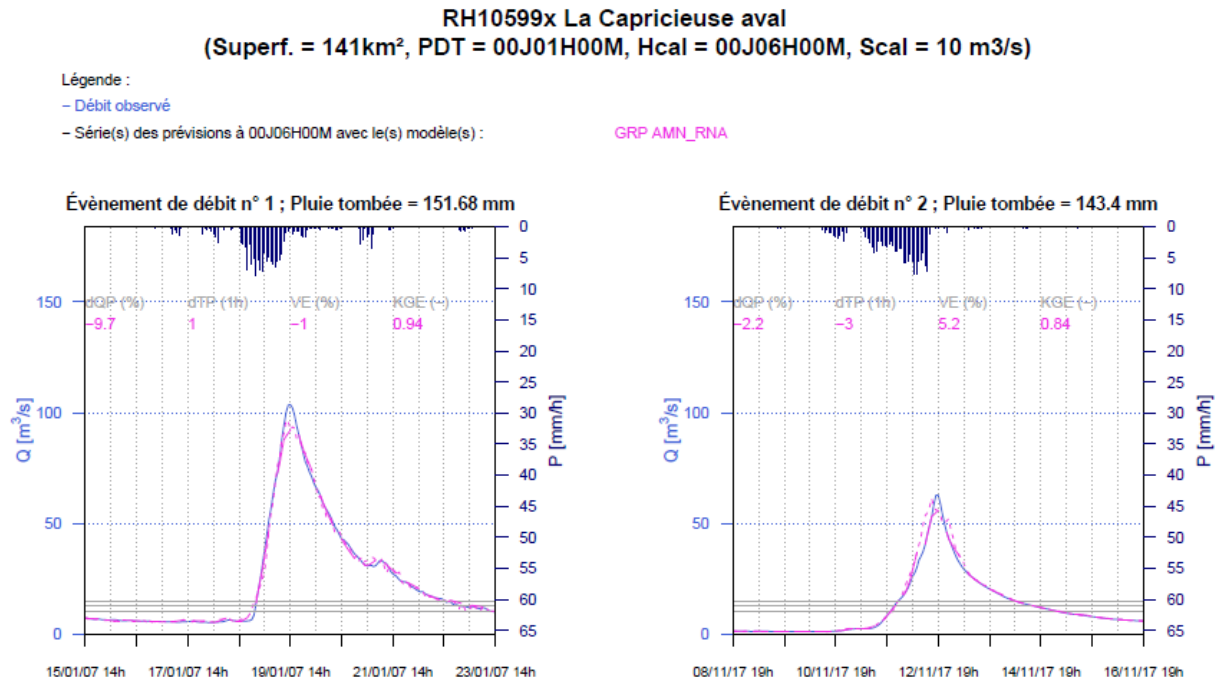 RH10599x La Capricieuse aval
(Superf. = 141km², PDT = 00J01H00M, Hcal = 00J06H00M, Scal = 10 m3/s)
Légende :
− Débit observé
− Série(s) des prévisions à 00J06H00M avec le(s) modèle(s) : GRP AMN_RNA
Évènement de débit n° 1 ; Pluie tombée = 151.68 mm
dQP (%) dTP (1h) VE (%) KGE (−)
−9.7 1 −1 0.94
Q [m³/s]
150
100
50
0
P [mm/h]
0
5
10
15
20
25
30
35
40
45
50
55
60
65
15/01/07 14h 17/01/07 14h 19/01/07 14h 21/01/07 14h 23/01/07 14h
Évènement de débit n° 2 ; Pluie tombée = 143.4 mm
dQP (%) dTP (1h) VE (%) KGE (−)
−2.2 −3 5.2 0.84
Q [m³/s]
150
100
50
0
P [mm/h]
0
5
10
15
20
25
30
35
40
45
50
55
60
65
08/11/17 19h 10/11/17 19h 12/11/17 19h 14/11/17 19h 16/11/17 19h